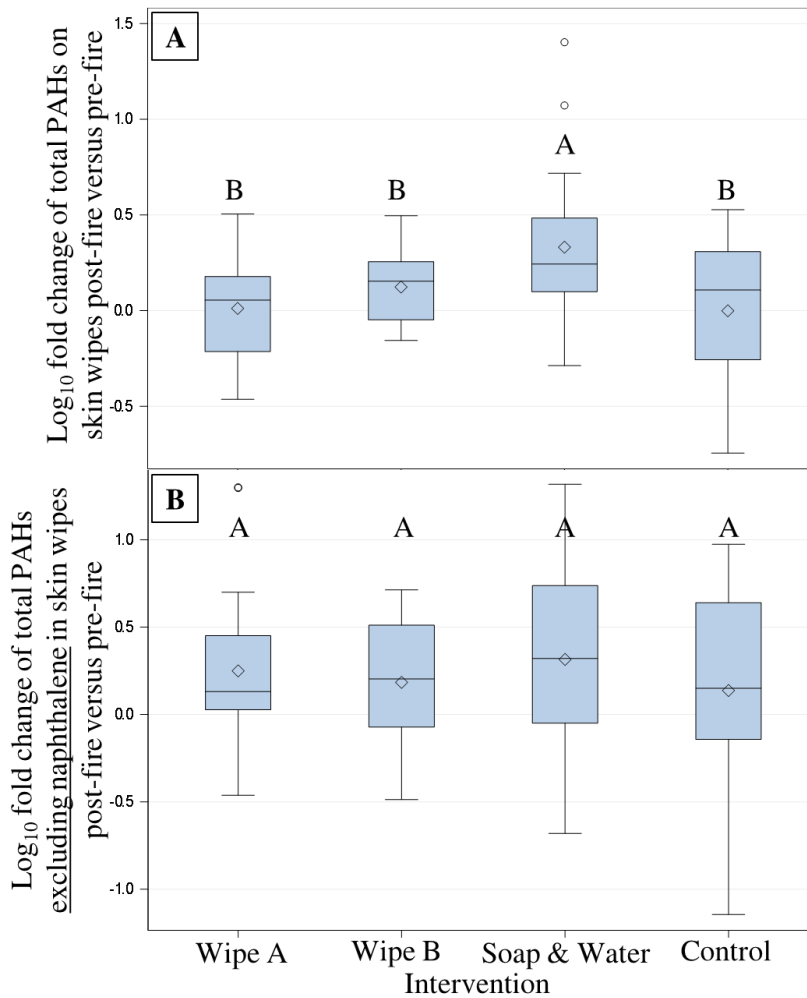 A
Log₁₀ fold change of total PAHs on
skin wipes post-fire versus pre-fire
1.5
1.0
0.5
0.0
-0.5
B
B
A
B
B
Log₁₀ fold change of total PAHs
excluding naphthalene in skin wipes
post-fire versus pre-fire
1.0
0.5
0.0
-0.5
-1.0
A
A
A
A
Wipe A
Wipe B
Soap & Water
Control
Intervention